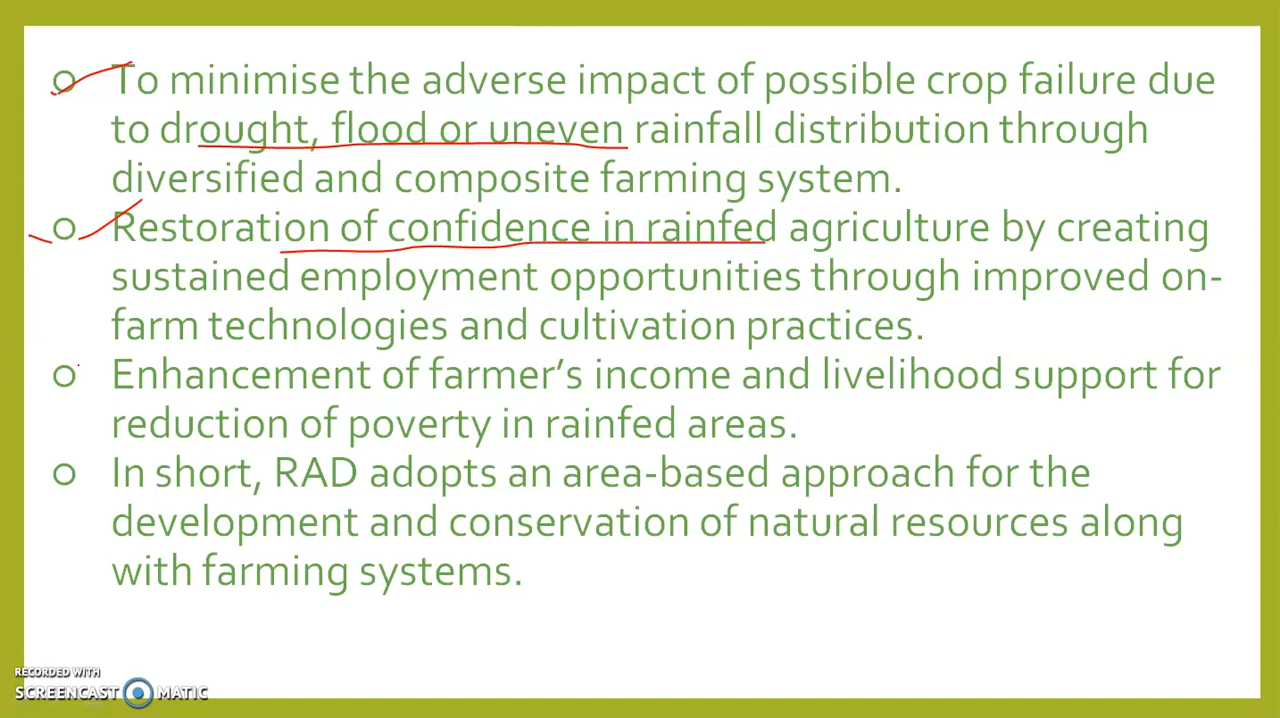 ○ To minimise the adverse impact of possible crop failure due
to drought, flood or uneven rainfall distribution through
diversified and composite farming system.
○ Restoration of confidence in rainfed agriculture by creating
sustained employment opportunities through improved on-
farm technologies and cultivation practices.
○ Enhancement of farmer’s income and livelihood support for
reduction of poverty in rainfed areas.
○ In short, RAD adopts an area-based approach for the
development and conservation of natural resources along
with farming systems.
RECORDED WITH
SCREENCAST MATIC